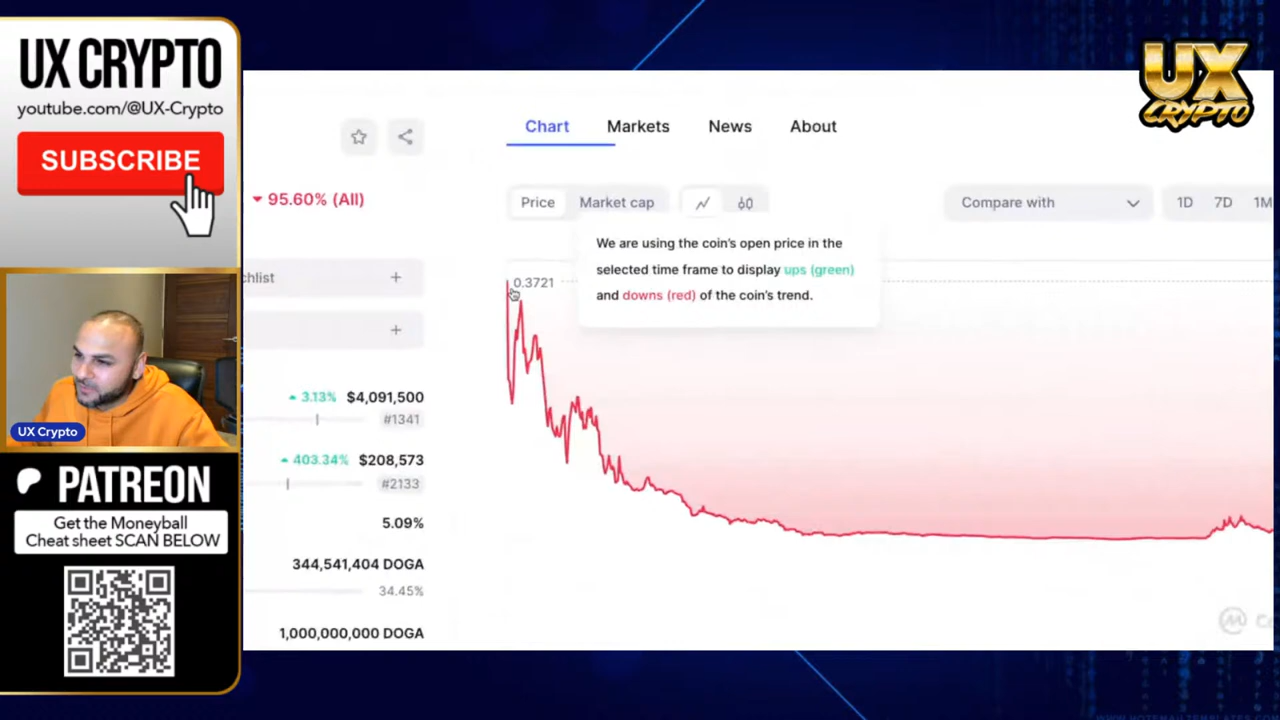 UX CRYPTO
youtube.com/@UX-Crypto
SUBSCRIBE
UX Crypto
PATREON
Get the Moneyball
Cheat sheet SCAN BELOW
UX
CRYPTO
Chart Markets News About
95.60% (All)
Price Market cap
Compare with
1D 7D 1M
We are using the coin's open price in the
selected time frame to display ups (green)
and downs (red) of the coin's trend.
0.3721
chlist +
+
3.13% $4,091,500
#1341
403.34% $208,573
#2133
5.09%
344,541,404 DOGA
34.45%
1,000,000,000 DOGA